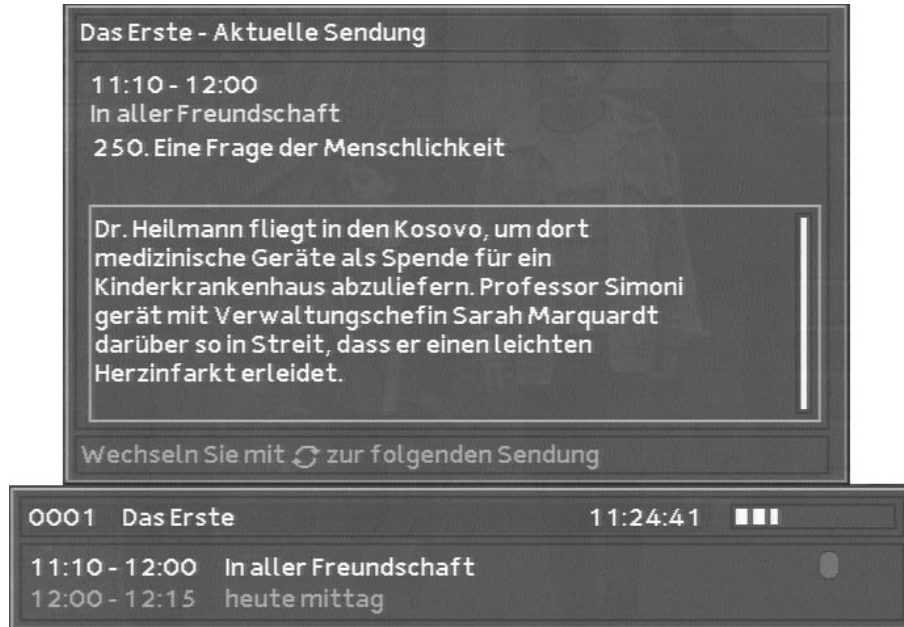 Das Erste - Aktuelle Sendung
11:10 - 12:00
In aller Freundschaft
250. Eine Frage der Menschlichkeit
Dr. Heilmann fliegt in den Kosovo, um dort
medizinische Geräte als Spende für ein
Kinderkrankenhaus abzuliefern. Professor Simoni
gerät mit Verwaltungschefin Sarah Marquardt
darüber so in Streit, dass er einen leichten
Herzinfarkt erleidet.
Wechseln Sie mit zur folgenden Sendung
0001 Das Erste 11:24:41
11:10 - 12:00 In aller Freundschaft
12:00 - 12:15 heute mittag